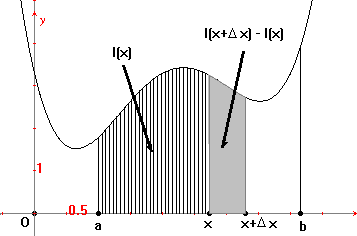 I(x+Δx) - I(x)
y
I(x)
1
O
0.5
a
x
x+Δx
b